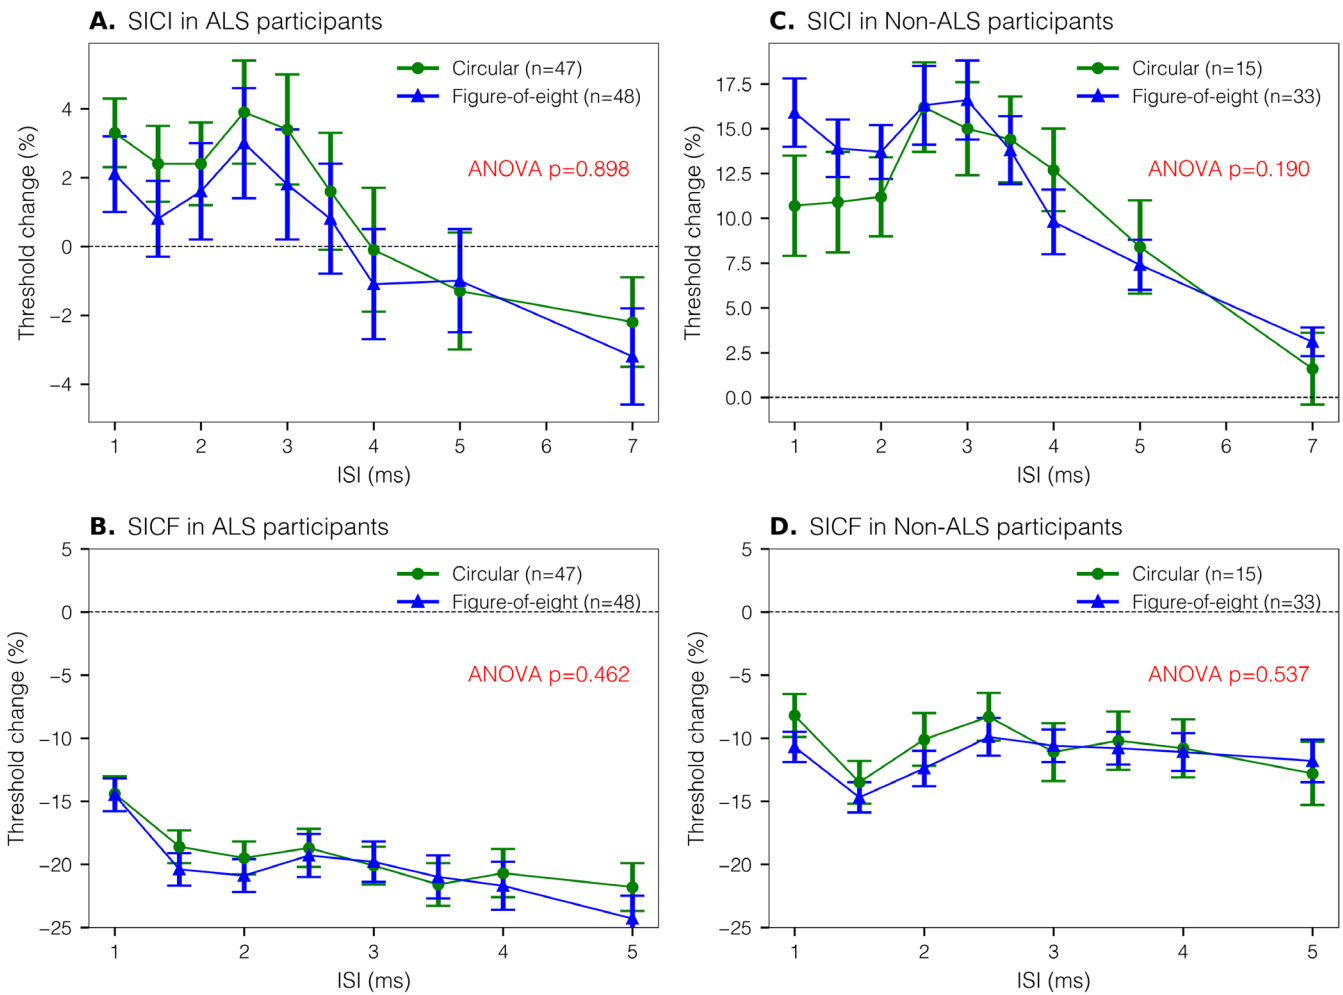 A. SICI in ALS participants
Circular (n=47)
Figure-of-eight (n=48)
ANOVA p=0.898
Threshold change (%)
4
2
0
−2
−4
1 2 3 4 5 6 7
ISI (ms)
C. SICI in Non-ALS participants
Circular (n=15)
Figure-of-eight (n=33)
ANOVA p=0.190
Threshold change (%)
17.5
15.0
12.5
10.0
7.5
5.0
2.5
0.0
1 2 3 4 5 6 7
ISI (ms)
B. SICF in ALS participants
Circular (n=47)
Figure-of-eight (n=48)
ANOVA p=0.462
Threshold change (%)
5
0
−5
−10
−15
−20
−25
1 2 3 4 5
ISI (ms)
D. SICF in Non-ALS participants
Circular (n=15)
Figure-of-eight (n=33)
ANOVA p=0.537
Threshold change (%)
5
0
−5
−10
−15
−20
−25
1 2 3 4 5
ISI (ms)